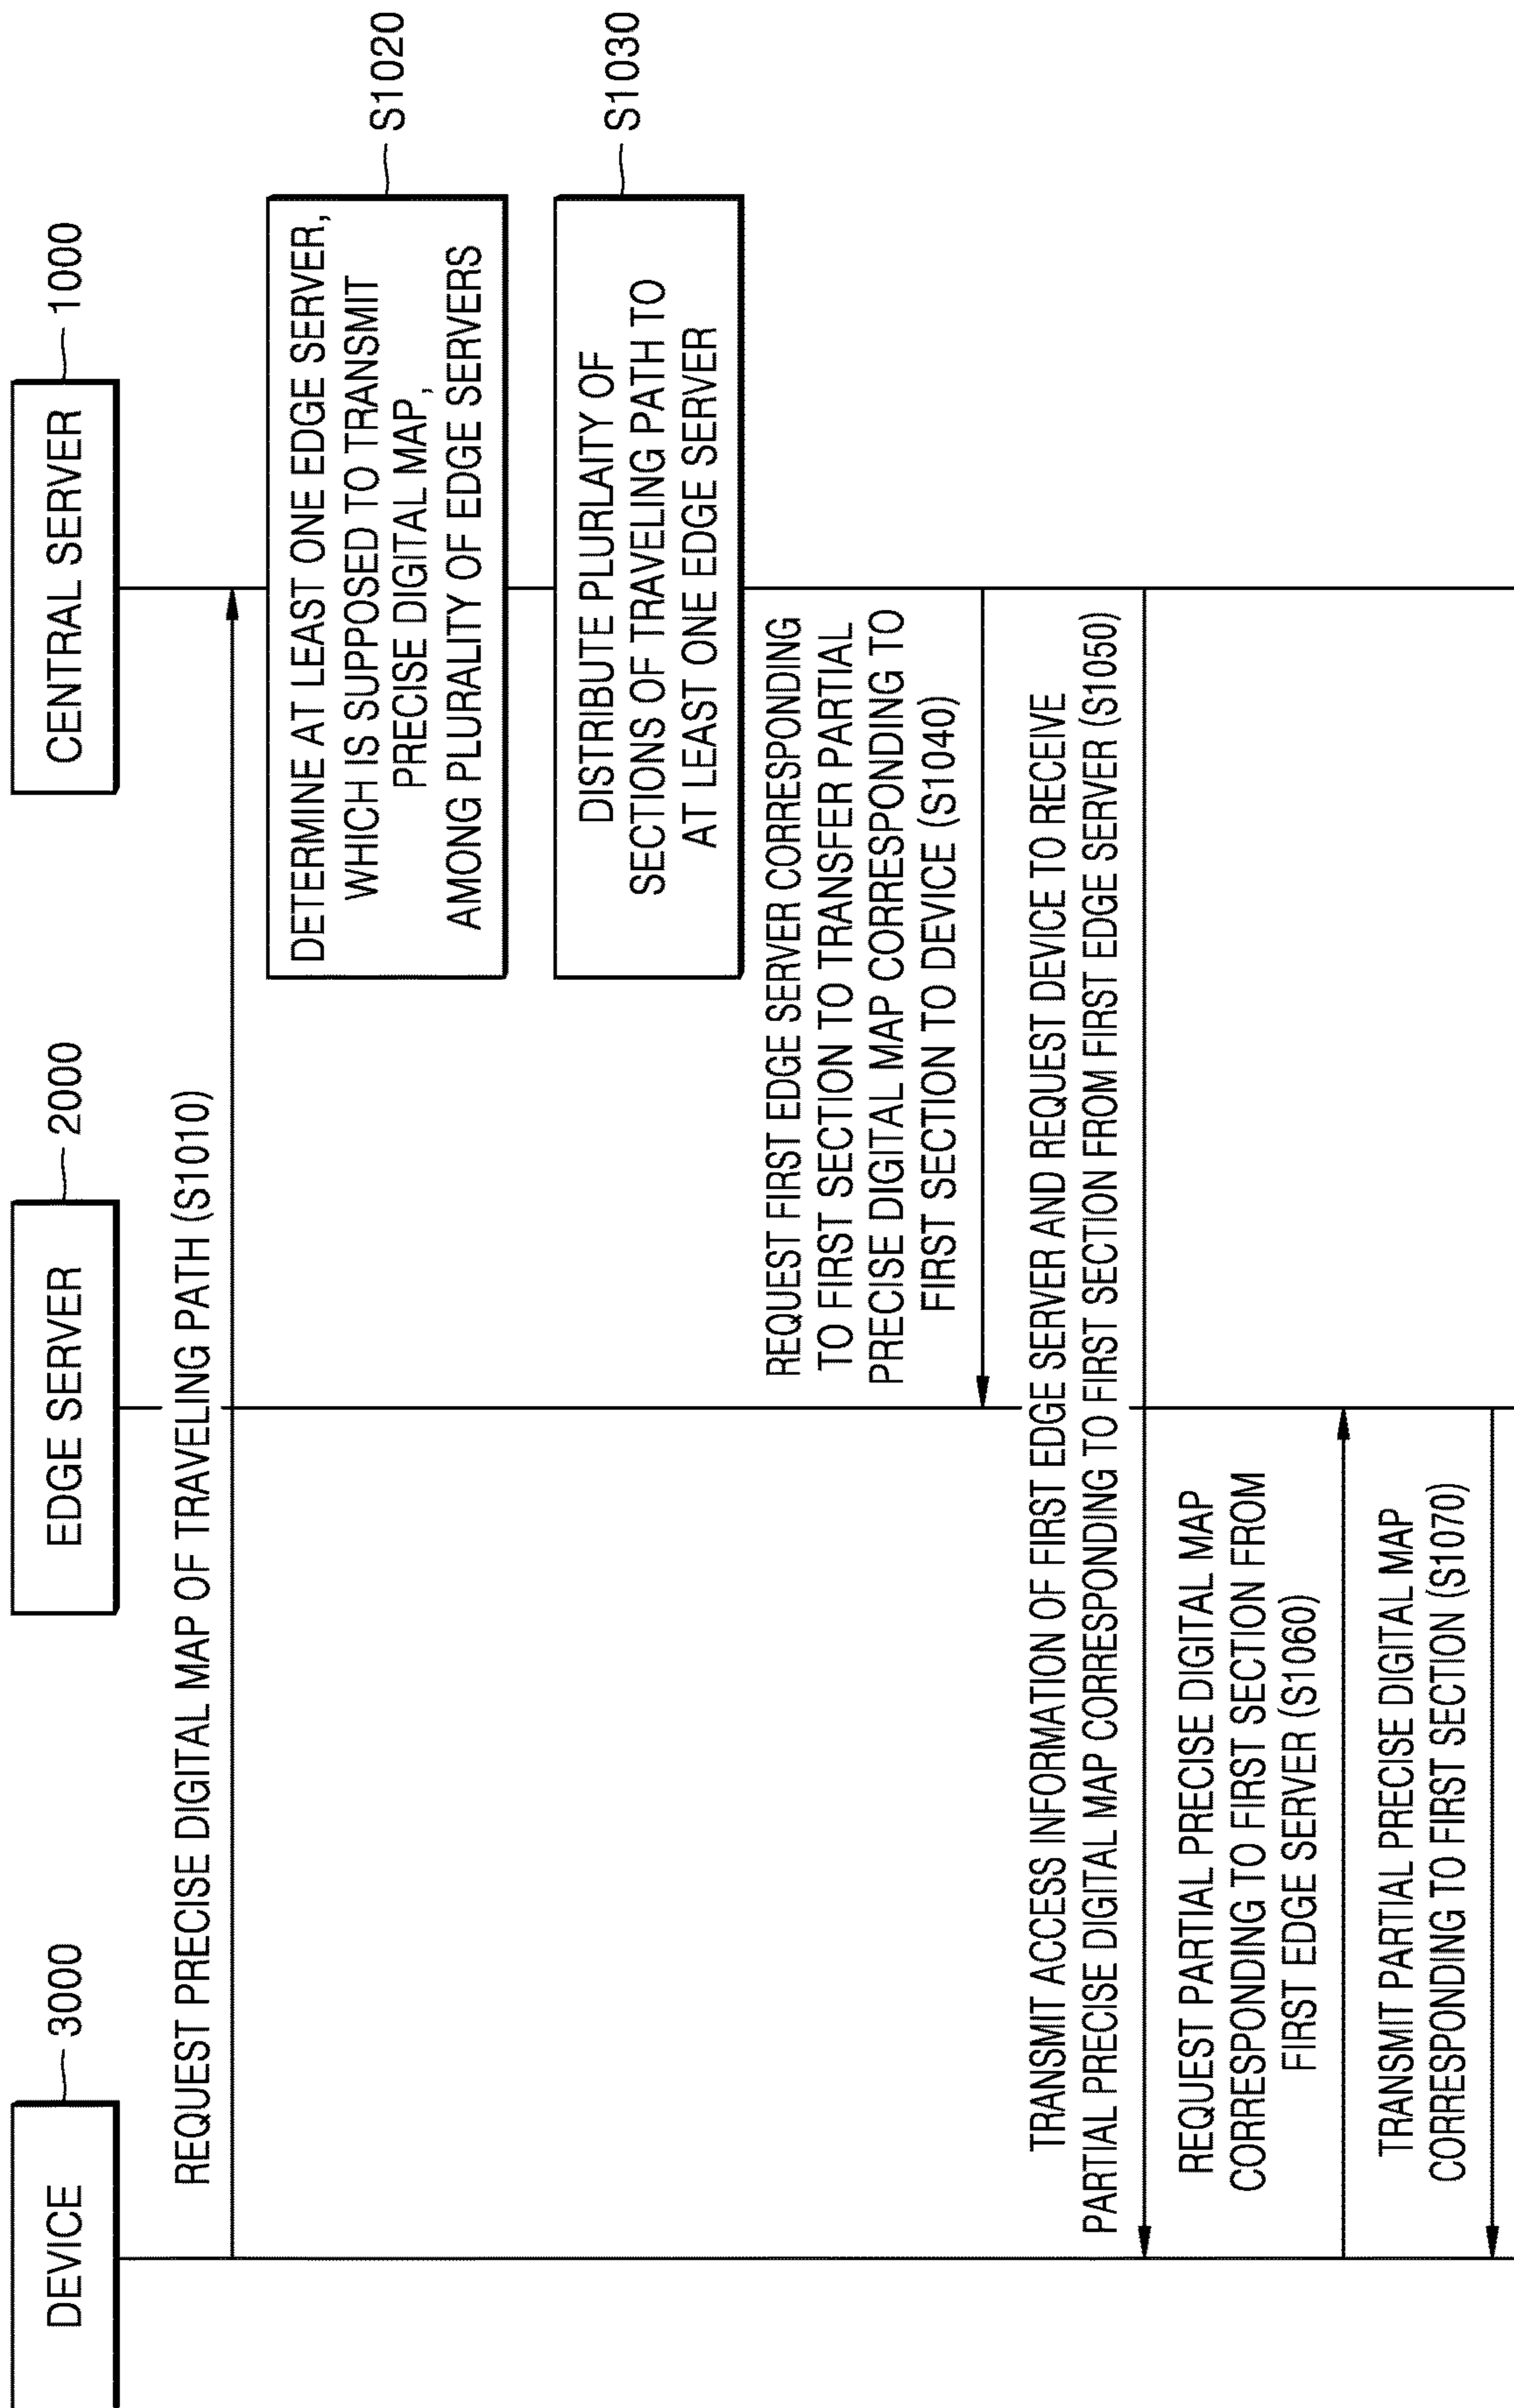 DEVICE
3000
EDGE SERVER
2000
CENTRAL SERVER
1000
REQUEST PRECISE DIGITAL MAP OF TRAVELING PATH (S1010)
DETERMINE AT LEAST ONE EDGE SERVER,
WHICH IS SUPPOSED TO TRANSMIT
PRECISE DIGITAL MAP,
AMONG PLURALITY OF EDGE SERVERS
S1020
DISTRIBUTE PLURLAITY OF
SECTIONS OF TRAVELING PATH TO
AT LEAST ONE EDGE SERVER
S1030
REQUEST FIRST EDGE SERVER CORRESPONDING
TO FIRST SECTION TO TRANSFER PARTIAL
PRECISE DIGITAL MAP CORRESPONDING TO
FIRST SECTION TO DEVICE (S1040)
TRANSMIT ACCESS INFORMATION OF FIRST EDGE SERVER AND REQUEST DEVICE TO RECEIVE
PARTIAL PRECISE DIGITAL MAP CORRESPONDING TO FIRST SECTION FROM FIRST EDGE SERVER (S1050)
REQUEST PARTIAL PRECISE DIGITAL MAP
CORRESPONDING TO FIRST SECTION FROM
FIRST EDGE SERVER (S1060)
TRANSMIT PARTIAL PRECISE DIGITAL MAP
CORRESPONDING TO FIRST SECTION (S1070)